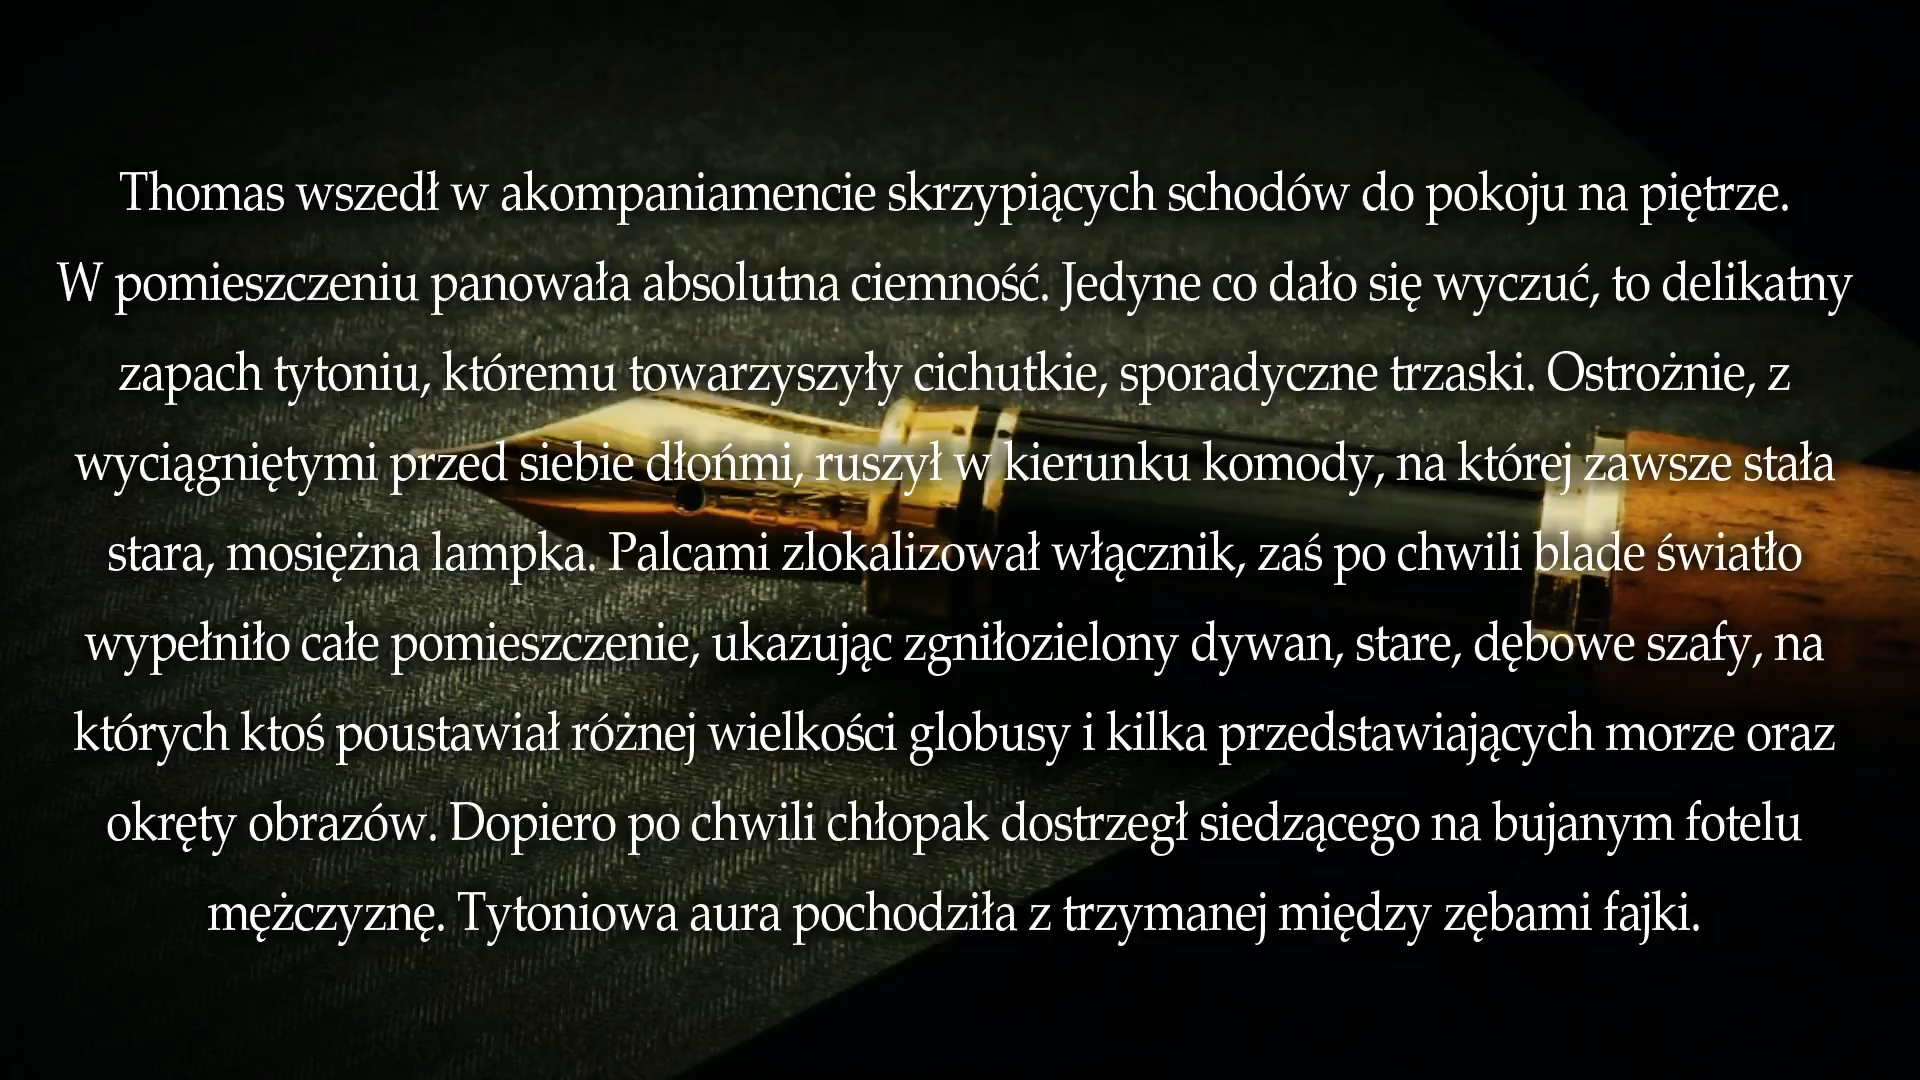 Thomas wszedł w akompaniamencie skrzypiących schodów do pokoju na piętrze.
W pomieszczeniu panowała absolutna ciemność. Jedyne co dało się wyczuć, to delikatny
zapach tytoniu, któremu towarzyszyły cichutkie, sporadyczne trzaski. Ostrożnie, z
wyciągniętymi przed siebie dłońmi, ruszył w kierunku komody, na której zawsze stała
stara, mosiężna lampka. Palcami zlokalizował włącznik, zaś po chwili blade światło
wypełniło całe pomieszczenie, ukazując zgniłozielony dywan, stare, dębowe szafy, na
których ktoś poustawiał różnej wielkości globusy i kilka przedstawiających morze oraz
okręty obrazów. Dopiero po chwili chłopak dostrzegł siedzącego na bujanym fotelu
mężczyznę. Tytoniowa aura pochodziła z trzymanej między zębami fajki.